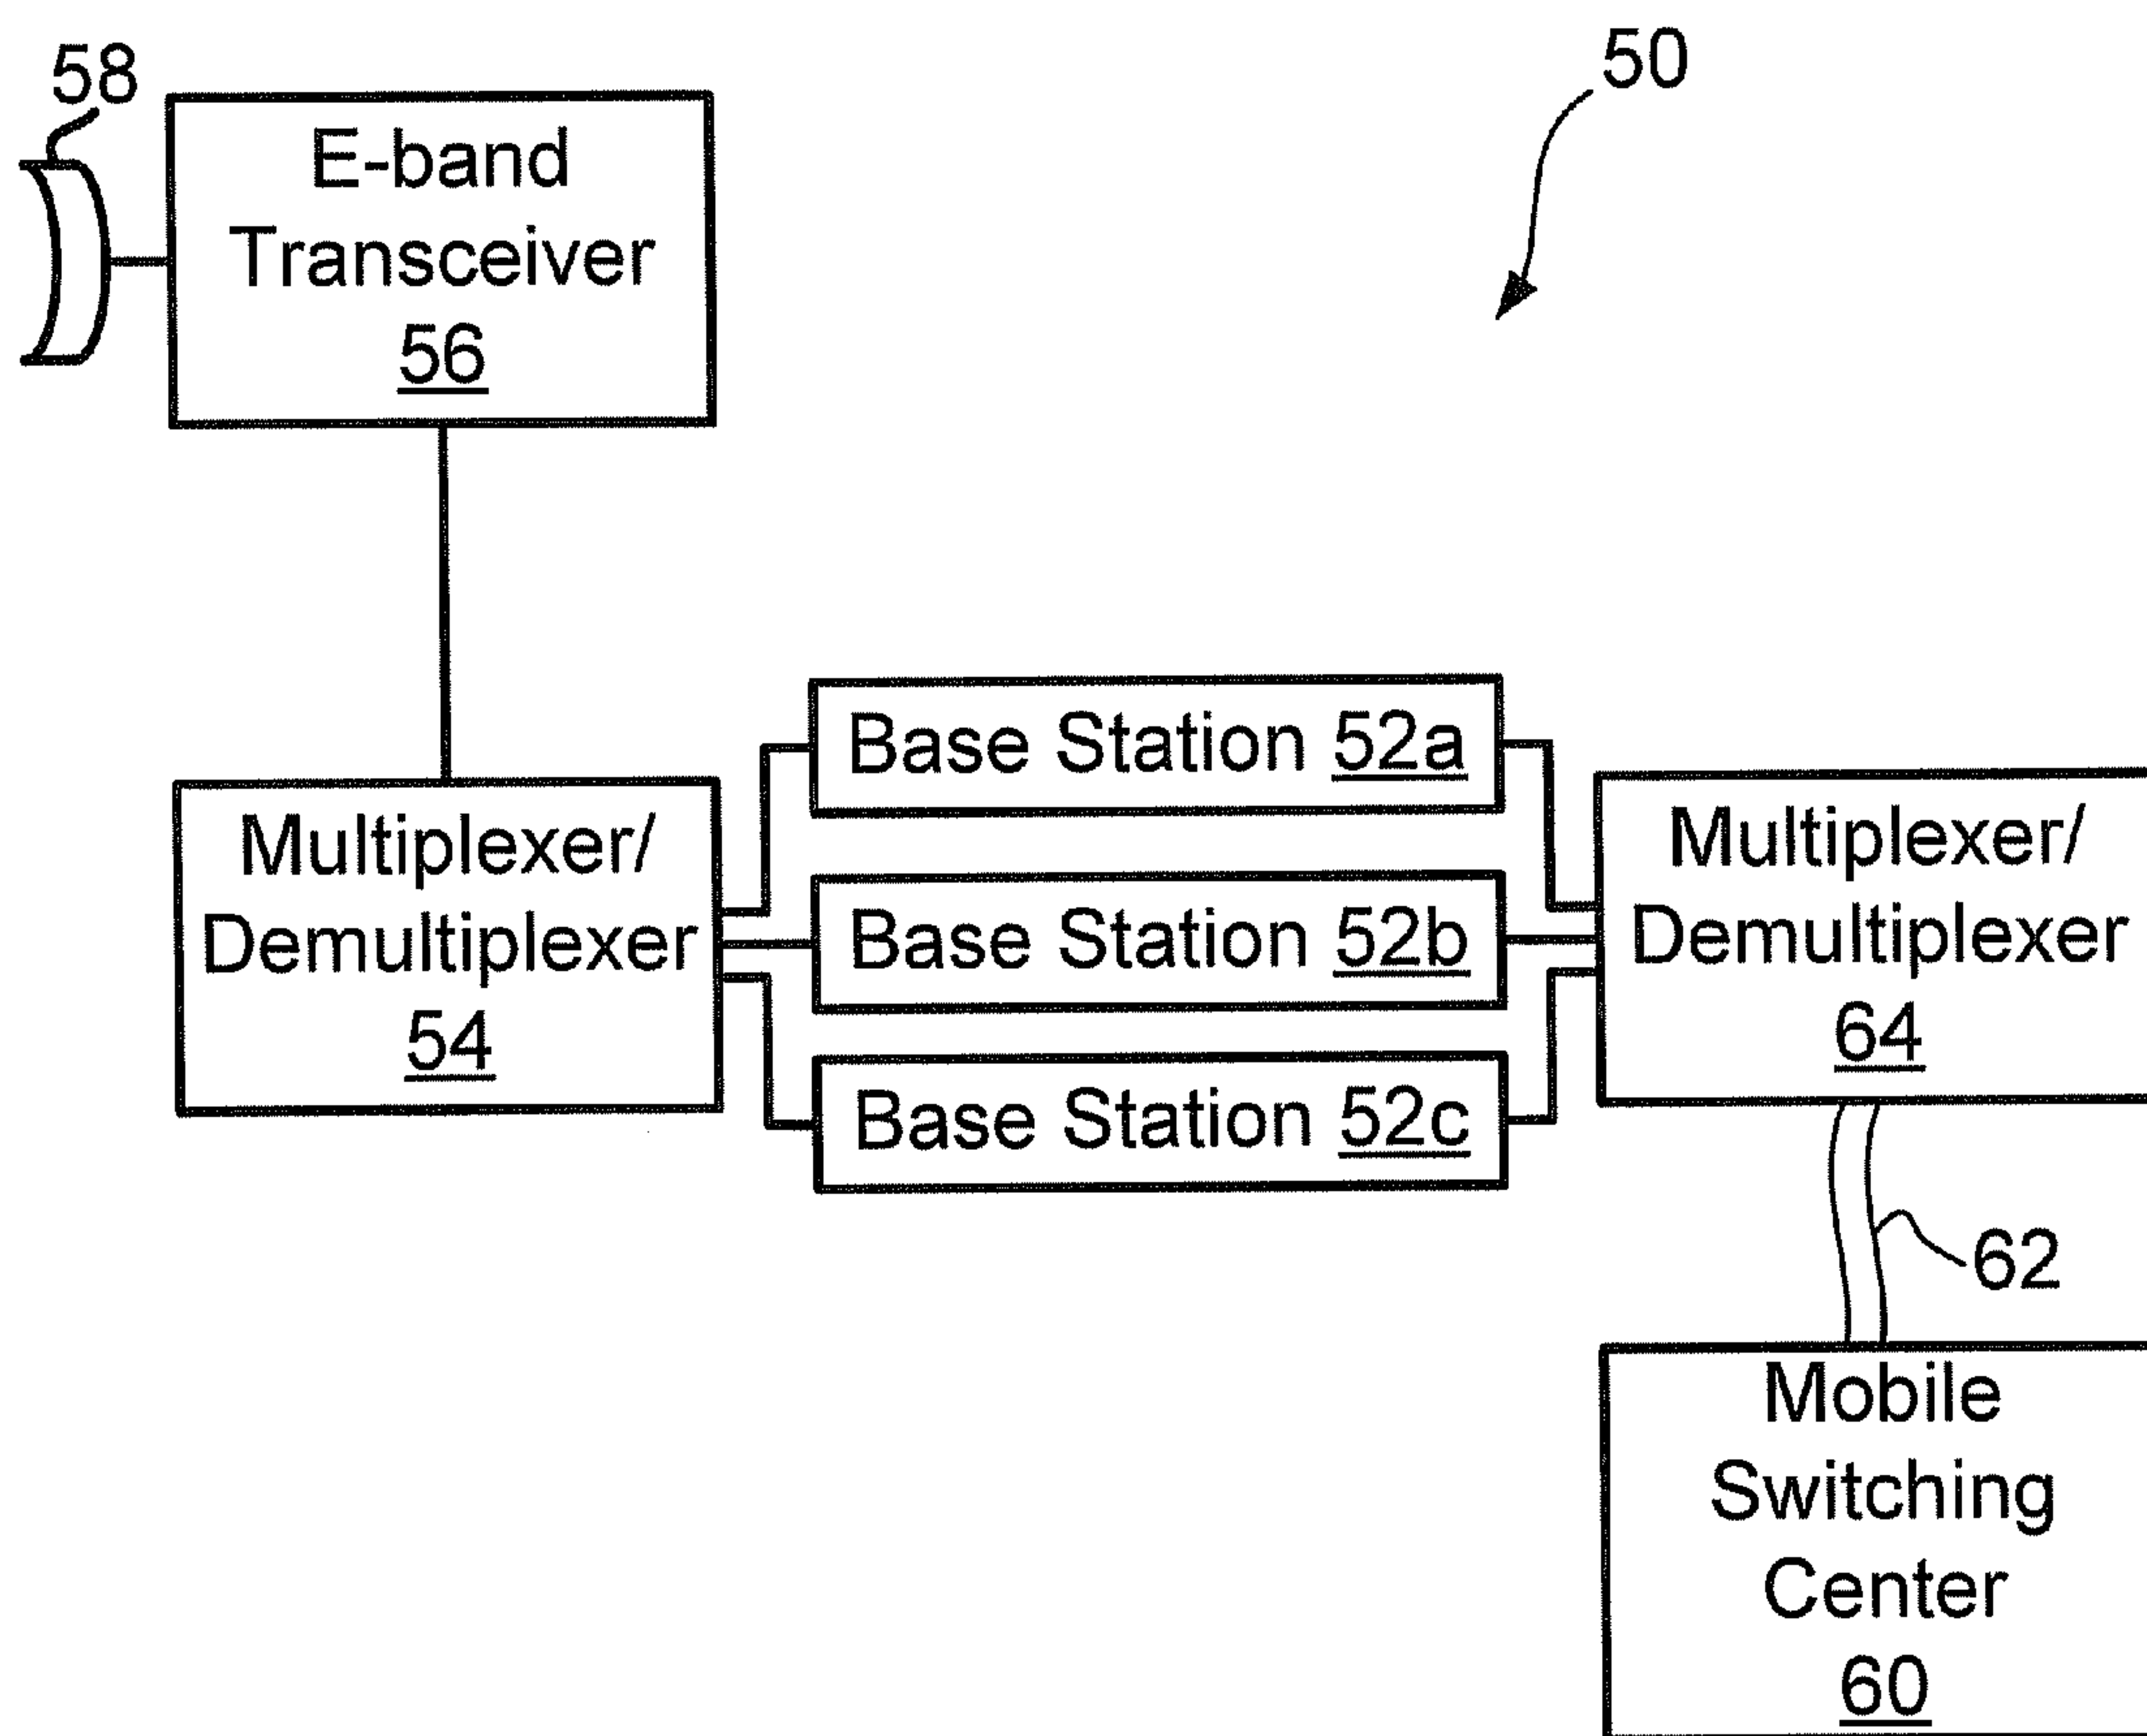 58
50
E-band
Transceiver
56
Base Station 52a
Multiplexer/
Demultiplexer
54
Base Station 52b
Multiplexer/
Demultiplexer
64
Base Station 52c
62
Mobile
Switching
Center
60